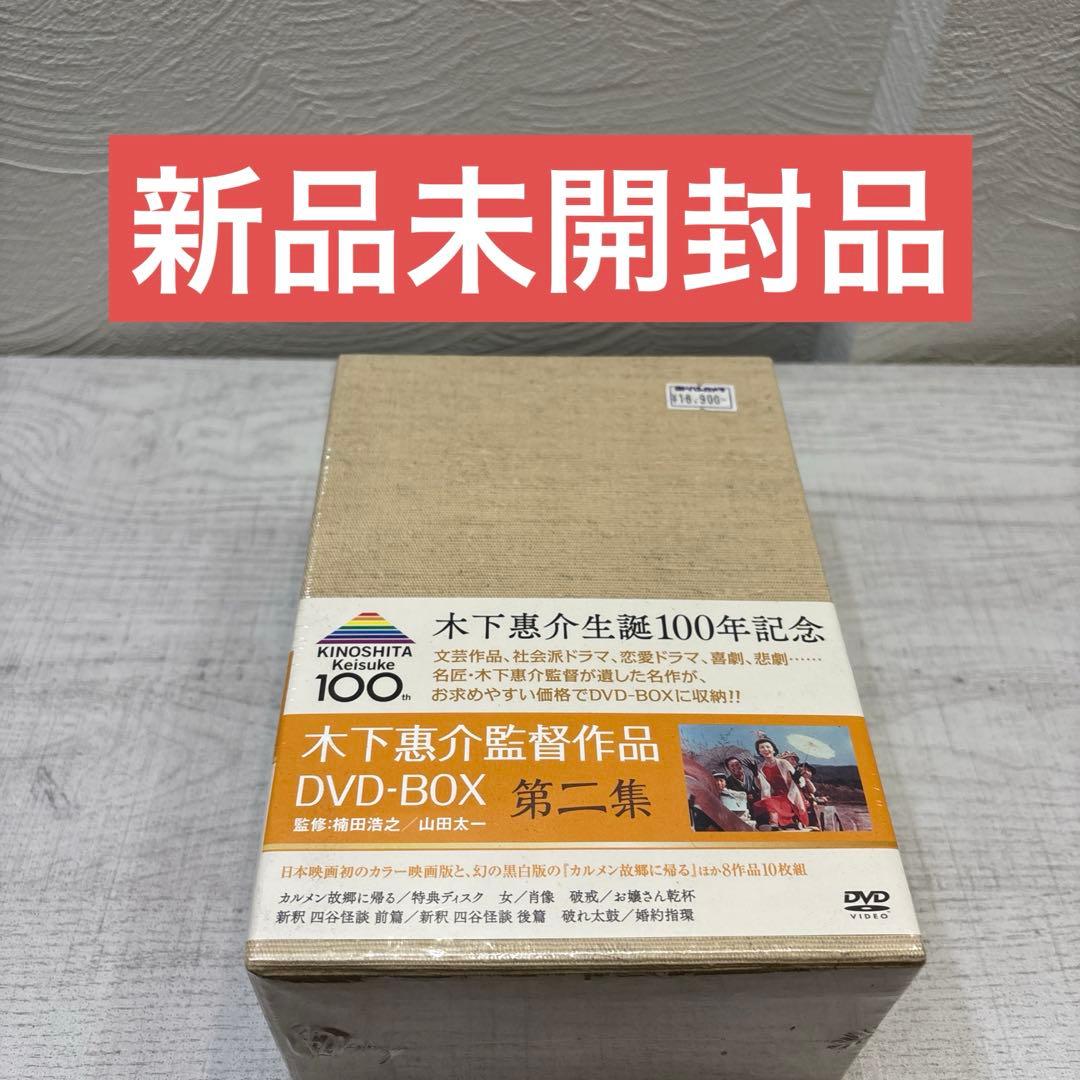 新品未開封品
¥18,900-
KINOSHITA
Keisuke
100th
木下惠介生誕100年記念
文芸作品、社会派ドラマ、恋愛ドラマ、喜劇、悲劇……
名匠・木下惠介監督が遺した名作が、
お求めやすい価格でDVD-BOXに収納!!
木下惠介監督作品
DVD-BOX 第二集
監修:楠田浩之／山田太一
日本映画初のカラー映画版と、幻の黒白版の『カルメン故郷に帰る』ほか8作品10枚組
カルメン故郷に帰る／特典ディスク 女／肖像 破戒／お嬢さん乾杯
新釈 四谷怪談 前篇／新釈 四谷怪談 後篇 破れ太鼓／婚約指環
DVD
VIDEO